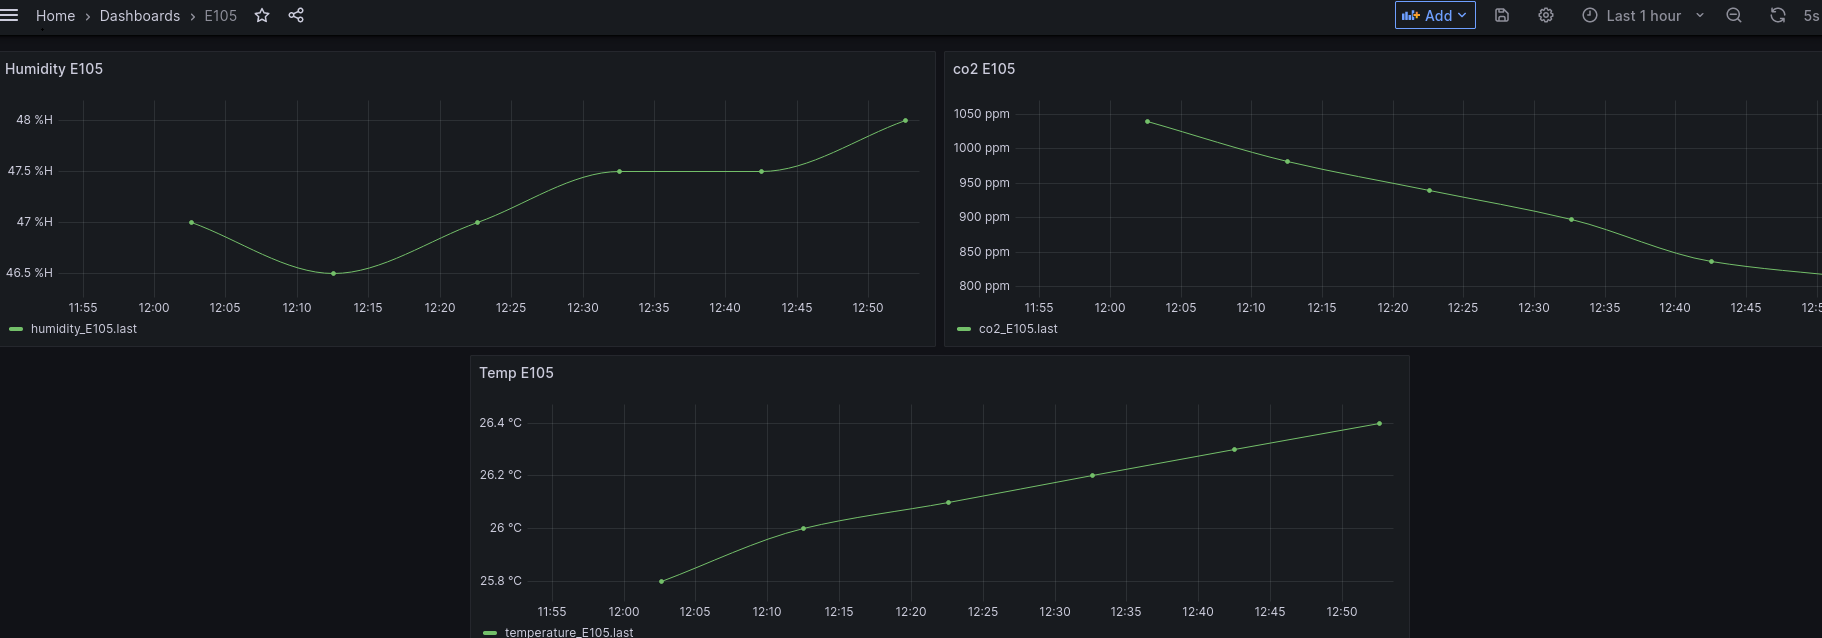 Home > Dashboards > E105 Add Last 1 hour 5s
Humidity E105
48 %H
47.5 %H
47 %H
46.5 %H
11:55 12:00 12:05 12:10 12:15 12:20 12:25 12:30 12:35 12:40 12:45 12:50
humidity_E105.last
co2 E105
1050 ppm
1000 ppm
950 ppm
900 ppm
850 ppm
800 ppm
11:55 12:00 12:05 12:10 12:15 12:20 12:25 12:30 12:35 12:40 12:45
co2_E105.last
Temp E105
26.4 °C
26.2 °C
26 °C
25.8 °C
11:55 12:00 12:05 12:10 12:15 12:20 12:25 12:30 12:35 12:40 12:45 12:50
temperature_E105.last